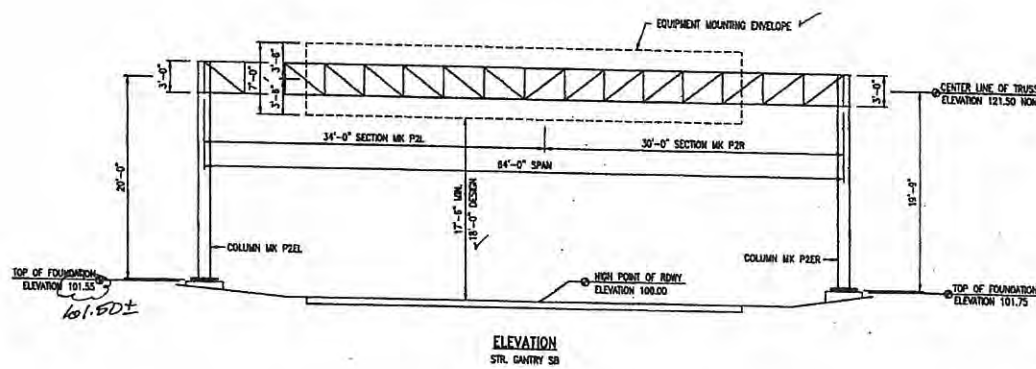 EQUIPMENT MOUNTING ENVELOPE
3'-0"
7'-0"
3'-6"
3'-6"
3'-0"
CENTER LINE OF TRUSS
ELEVATION 121.50 NOM
34'-0" SECTION MK P2L
30'-0" SECTION MK P2R
64'-0" SPAN
20'-0"
17'-6" MIN.
18'-0" DESIGN
19'-9"
COLUMN MK P2EL
COLUMN MK P2ER
TOP OF FOUNDATION
ELEVATION 101.55
101.50±
HIGH POINT OF RDWY
ELEVATION 100.00
TOP OF FOUNDATION
ELEVATION 101.75
ELEVATION
STR. GANTRY SB